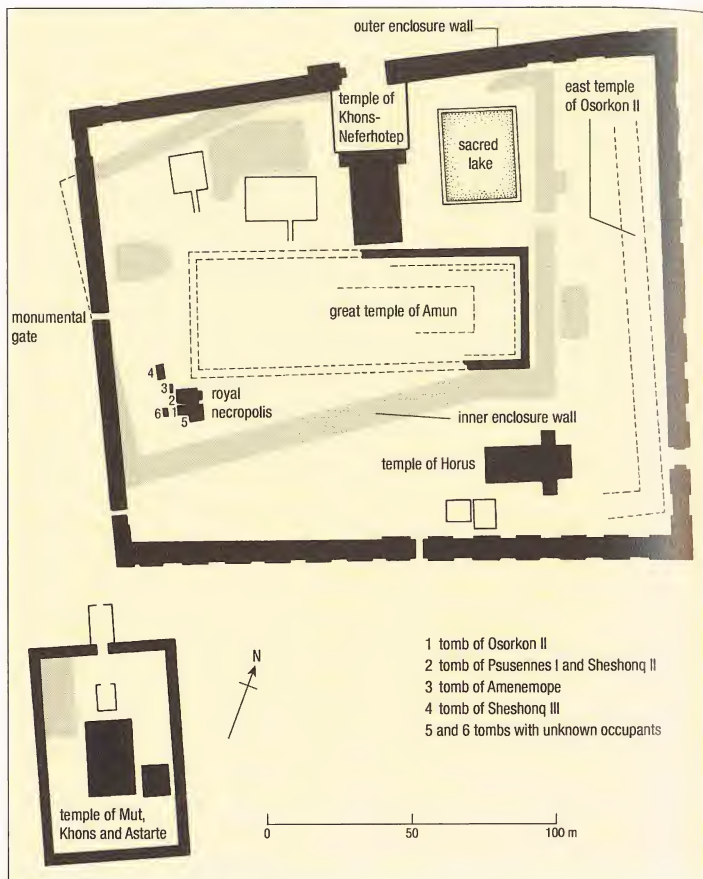 outer enclosure wall
temple of
Khons-
Neferhotep
sacred
lake
east temple
of Osorkon II
great temple of Amun
monumental
gate
4
3
2
6
1
5
royal
necropolis
inner enclosure wall
temple of Horus
N
1 tomb of Osorkon II
2 tomb of Psusennes I and Sheshonq II
3 tomb of Amenemope
4 tomb of Sheshonq III
5 and 6 tombs with unknown occupants
temple of Mut,
Khons and Astarte
0 50 100 m